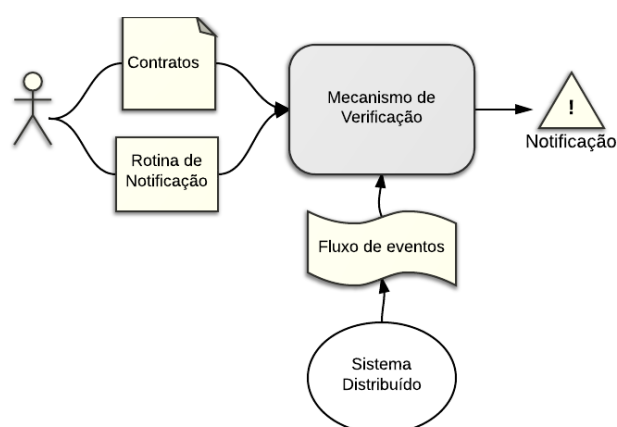 Contratos
Rotina de
Notificação
Mecanismo de
Verificação
!
Notificação
Fluxo de eventos
Sistema
Distribuído